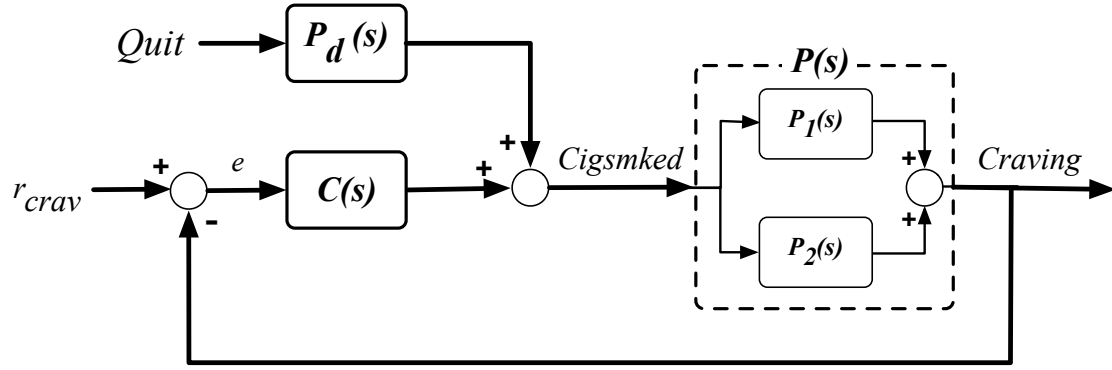 Quit
P_d(s)
+
P(s)
P_1(s)
+
+
r_crav
+
-
e
C(s)
+
Cigsmked
Craving
P_2(s)
+